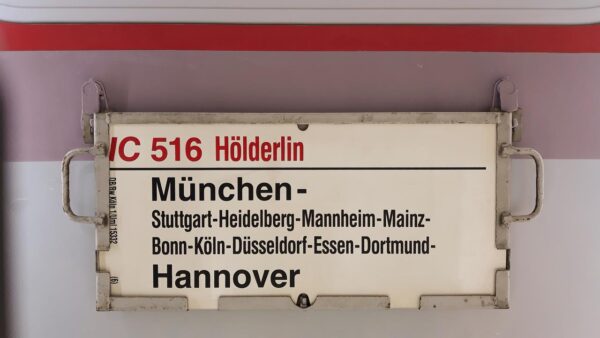 IC 516 Hölderlin
München-
Stuttgart-Heidelberg-Mannheim-Mainz-
Bonn-Köln-Düsseldorf-Essen-Dortmund-
Hannover